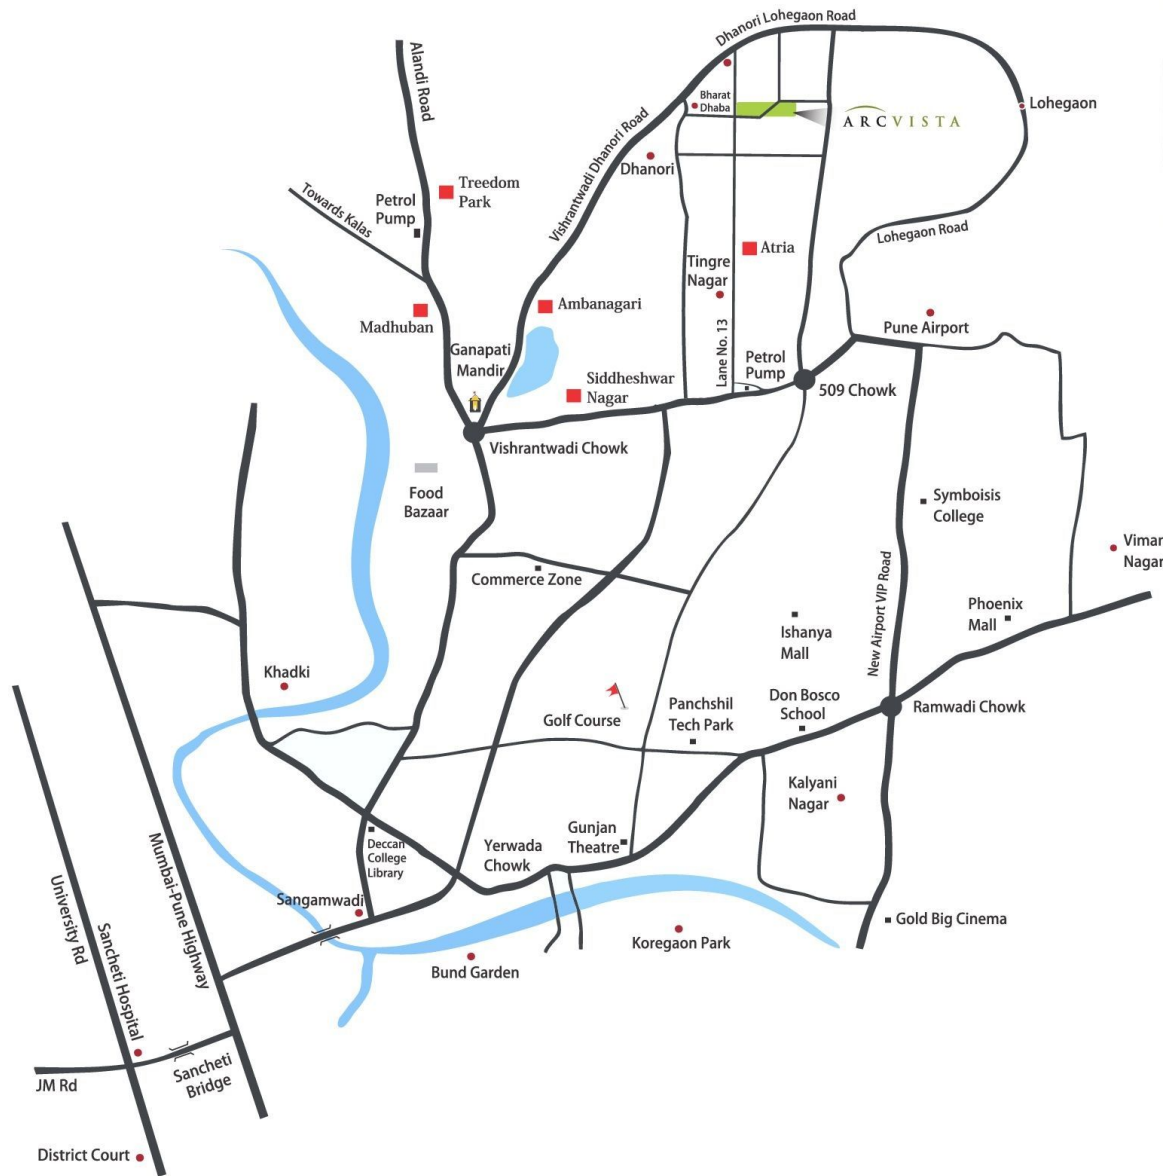 Dhanori Lohegaon Road
Alandi Road
Bharat
Dhaba
ARCVISTA
Lohegaon
Vishrantwadi Dhanori Road
Dhanori
Treedom
Park
Towards Kalas
Petrol
Pump
Lohegaon Road
Atria
Tingre
Nagar
Ambanagari
Madhuban
Pune Airport
Ganapati
Mandir
Lane No. 13
Petrol
Pump
Siddheshwar
Nagar
509 Chowk
Vishrantwadi Chowk
Food
Bazaar
Symboisis
College
Viman
Nagar
Commerce Zone
New Airport VIP Road
Phoenix
Mall
Ishanya
Mall
Khadki
Golf Course
Panchshil
Tech Park
Don Bosco
School
Ramwadi Chowk
Kalyani
Nagar
Mumbai-Pune Highway
Deccan
College
Library
Yerwada
Chowk
Gunjan
Theatre
University Rd
Sangamwadi
Gold Big Cinema
Sancheti Hospital
Koregaon Park
Bund Garden
Sancheti
Bridge
JM Rd
District Court